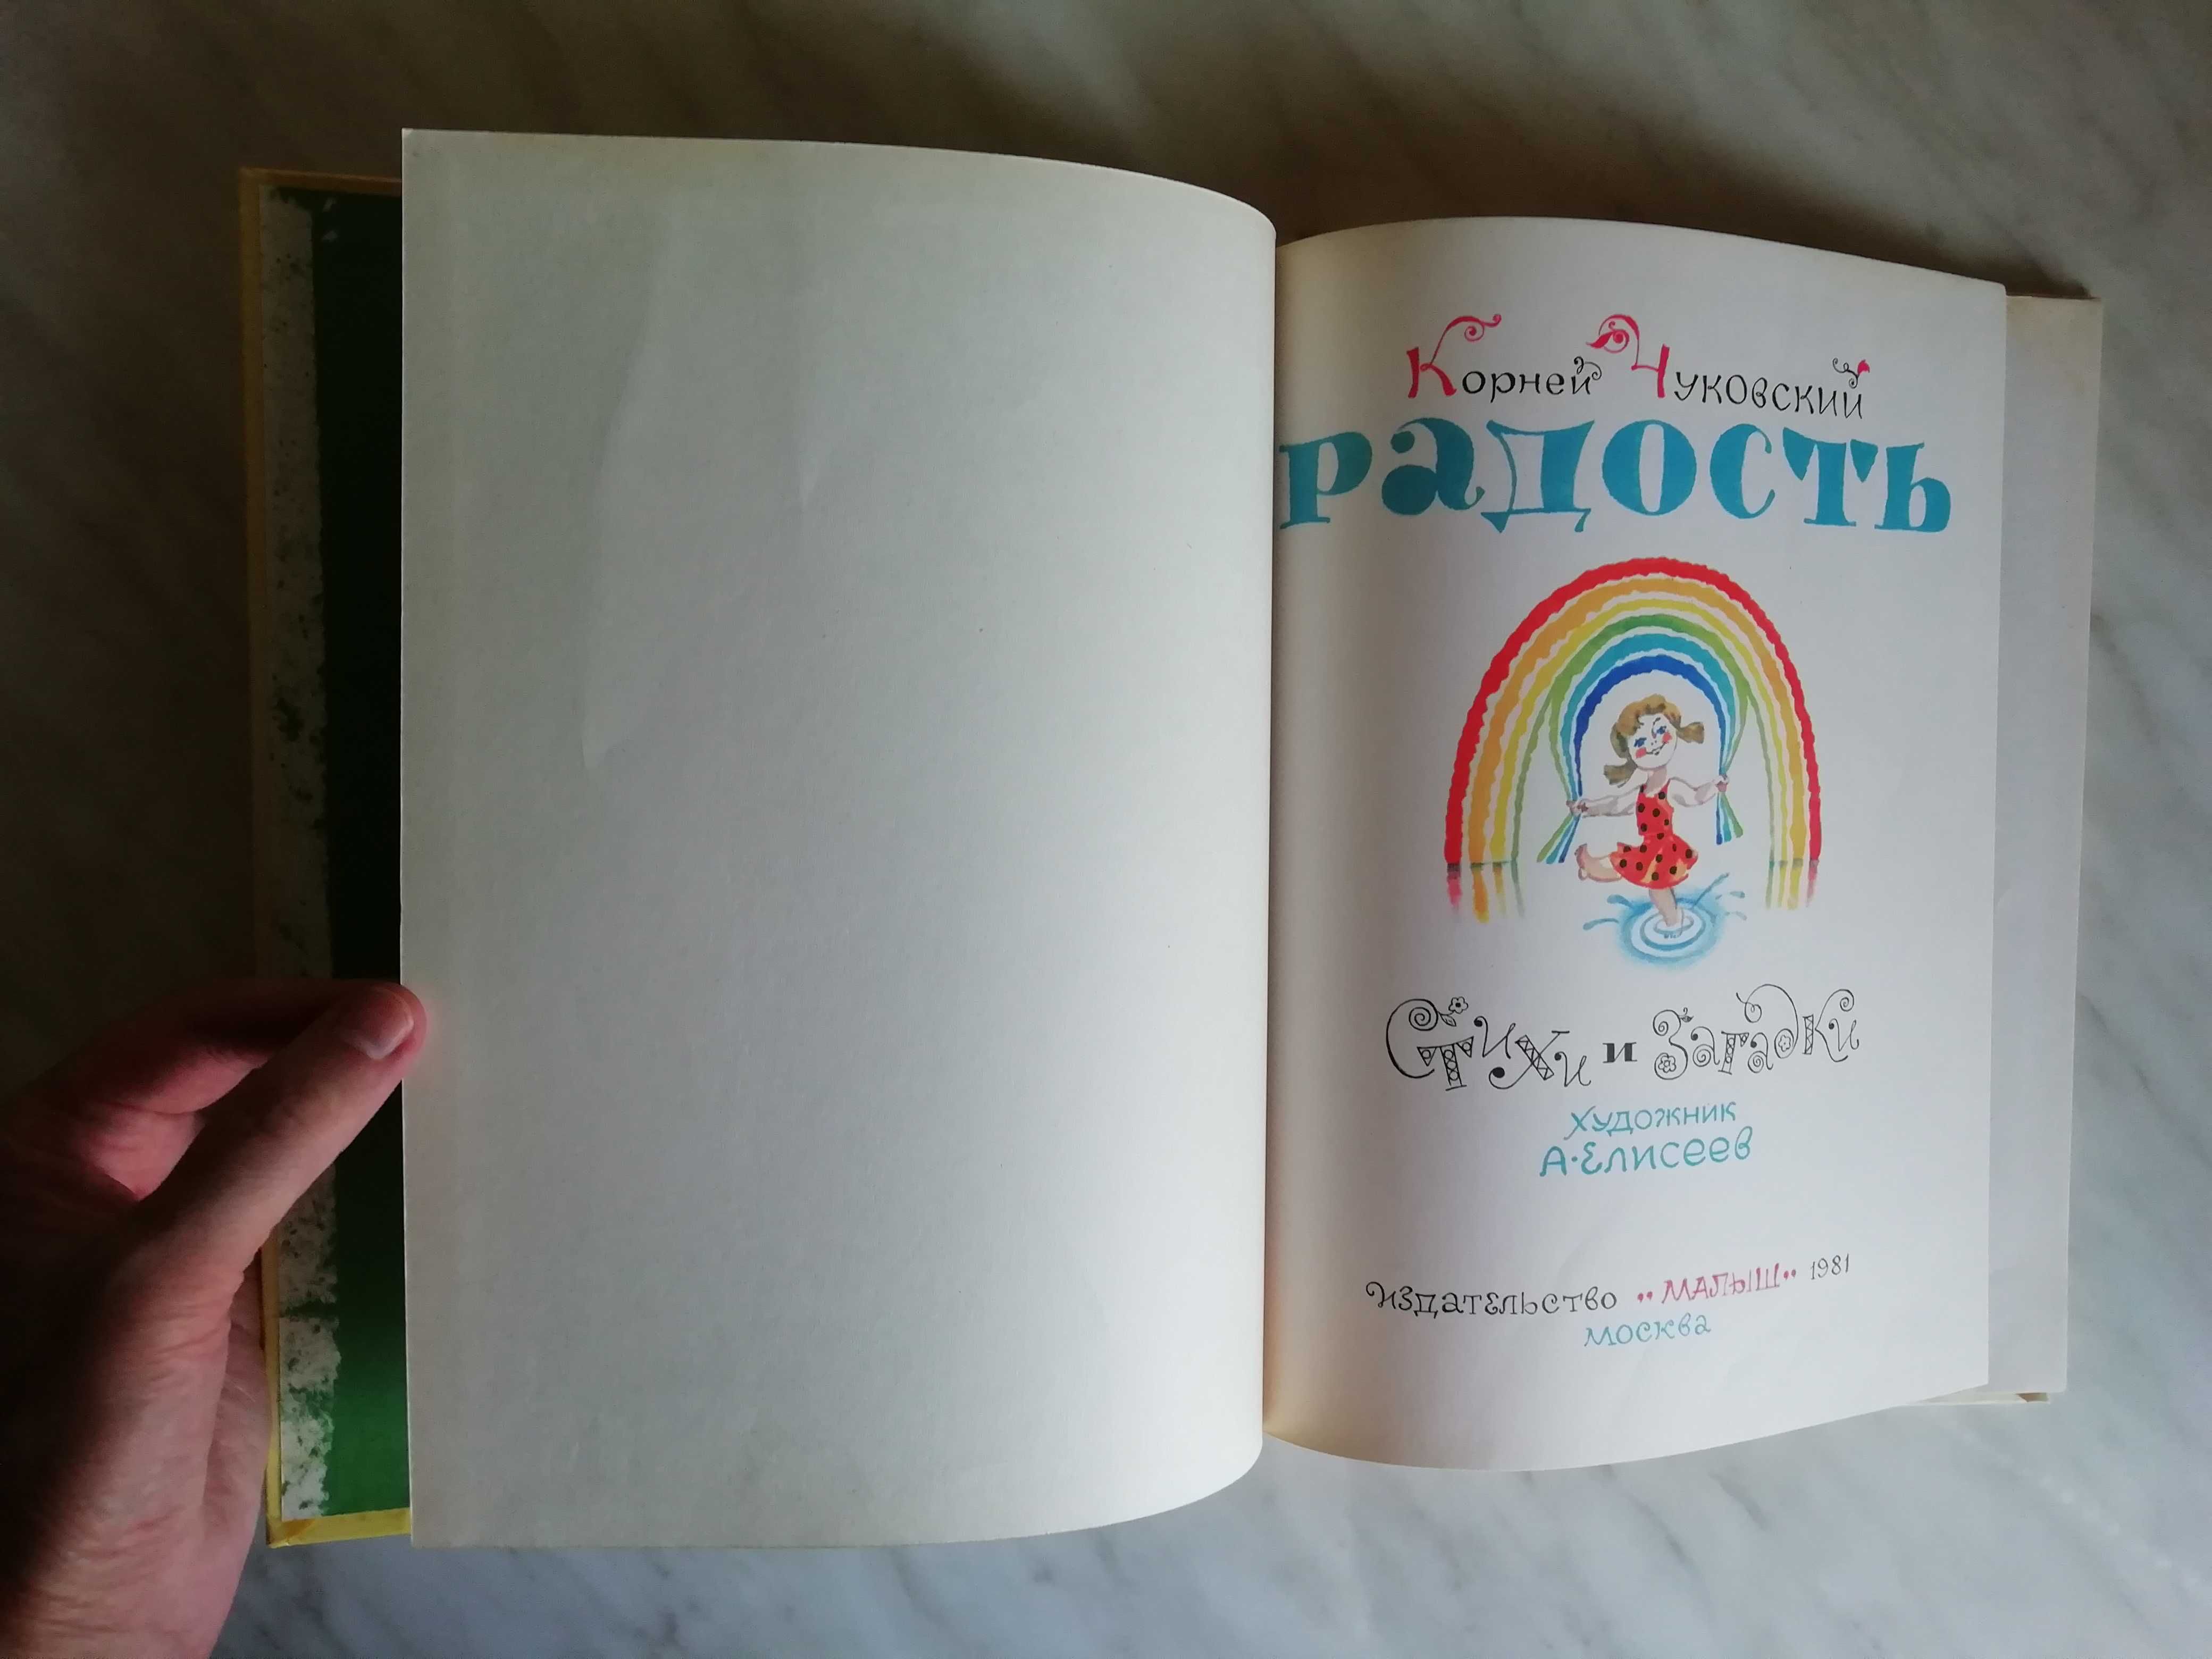 Корней Чуковский
радость
Стихи и Загадки
художник
А. Елисеев
издательство „МАЛЫШ“ 1981
Москва